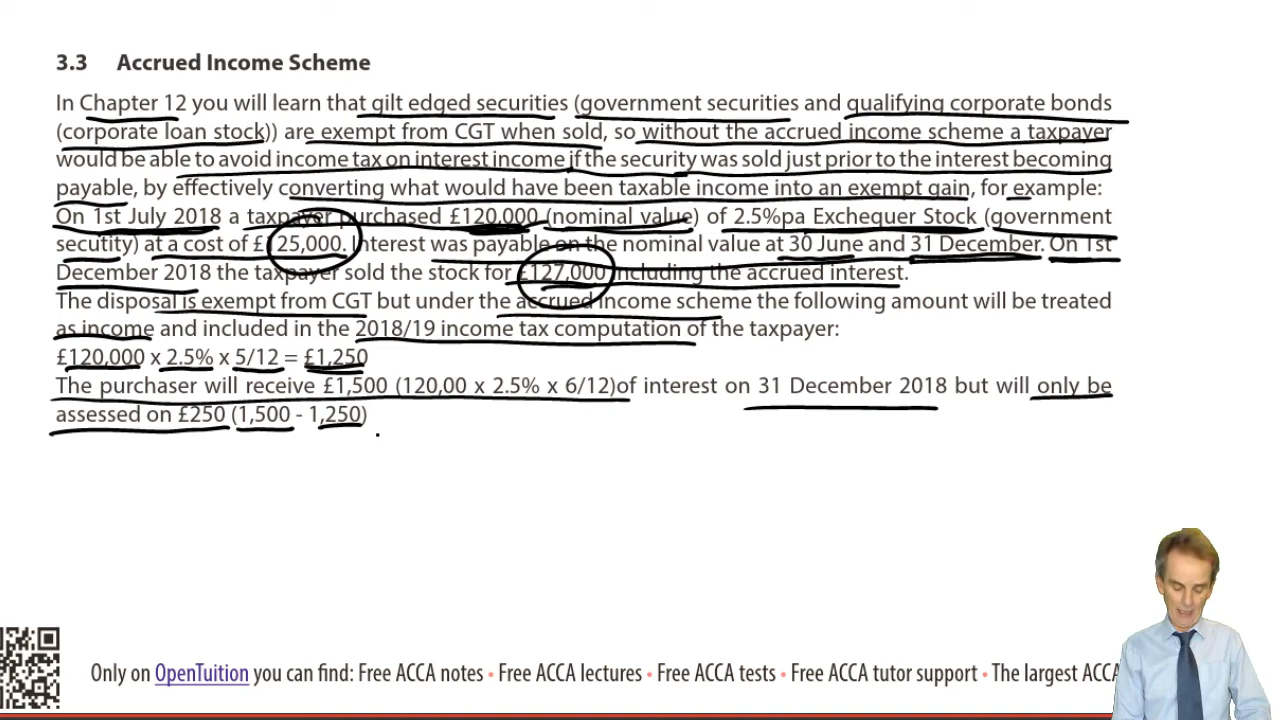 3.3 Accrued Income Scheme
In Chapter 12 you will learn that gilt edged securities (government securities and qualifying corporate bonds
(corporate loan stock)) are exempt from CGT when sold, so without the accrued income scheme a taxpayer
would be able to avoid income tax on interest income if the security was sold just prior to the interest becoming
payable, by effectively converting what would have been taxable income into an exempt gain, for example:
On 1st July 2018 a taxpayer purchased £120,000 (nominal value) of 2.5%pa Exchequer Stock (government
secutity) at a cost of £125,000. Interest was payable on the nominal value at 30 June and 31 December. On 1st
December 2018 the taxpayer sold the stock for £127,000 including the accrued interest.
The disposal is exempt from CGT but under the accrued income scheme the following amount will be treated
as income and included in the 2018/19 income tax computation of the taxpayer:
£120,000 x 2.5% x 5/12 = £1,250
The purchaser will receive £1,500 (120,00 x 2.5% x 6/12)of interest on 31 December 2018 but will only be
assessed on £250 (1,500 - 1,250)
Only on OpenTuition you can find: Free ACCA notes • Free ACCA lectures • Free ACCA tests • Free ACCA tutor support • The largest ACCA